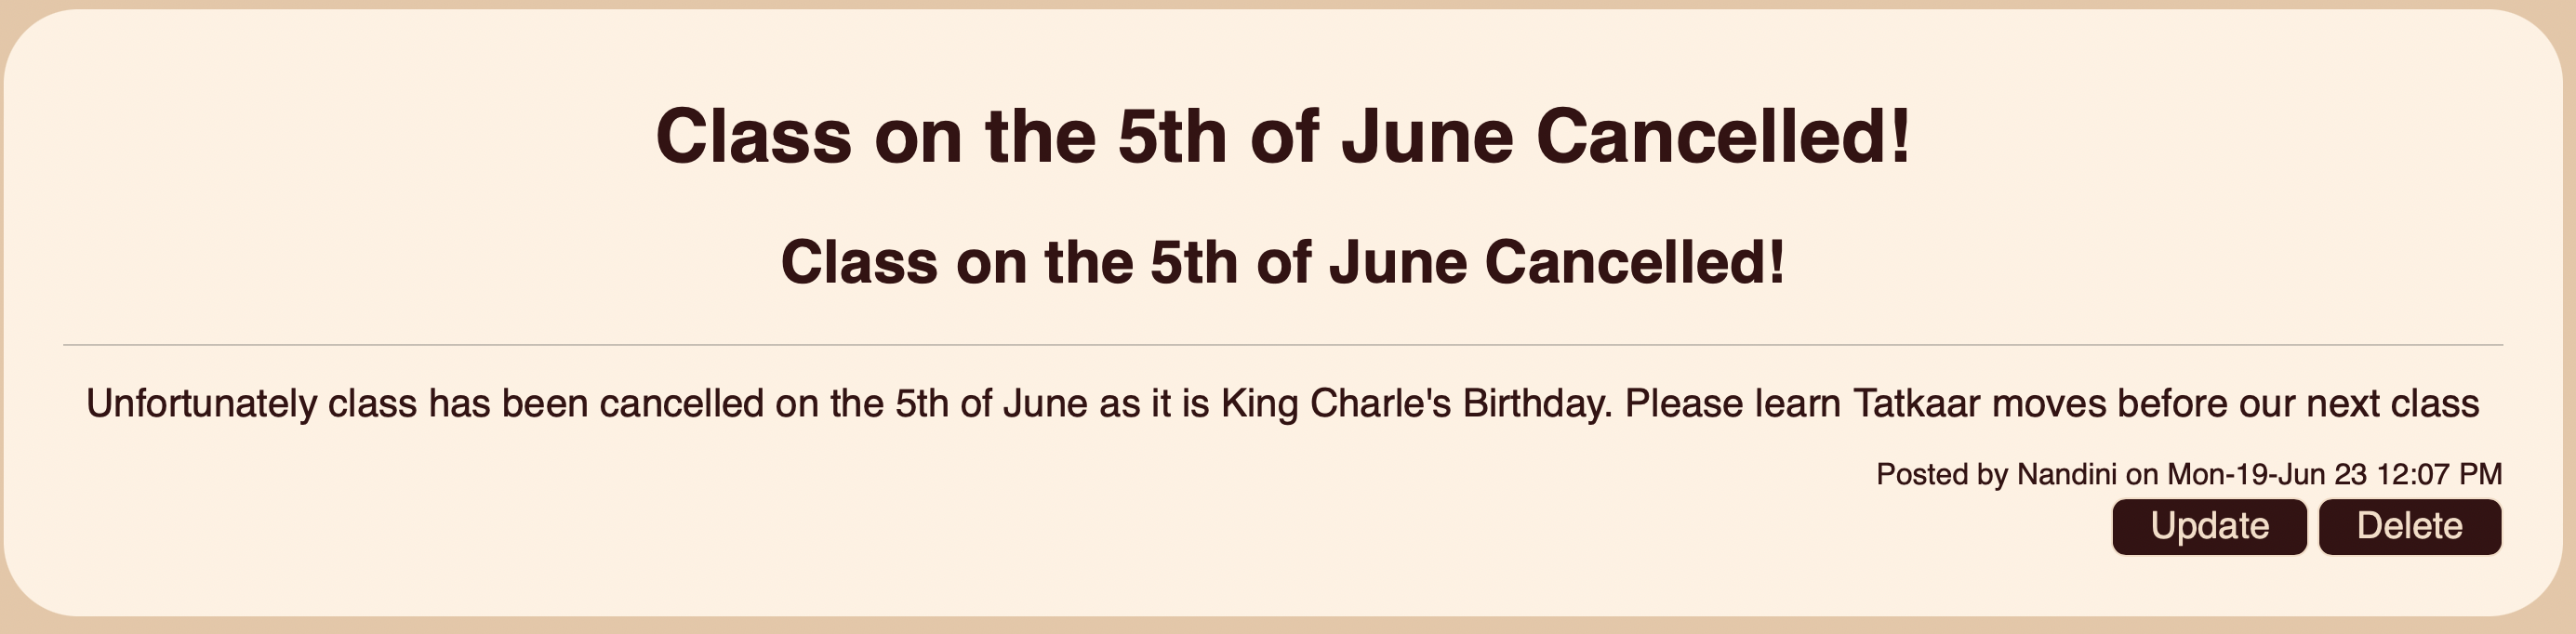 Class on the 5th of June Cancelled!
Class on the 5th of June Cancelled!
Unfortunately class has been cancelled on the 5th of June as it is King Charle's Birthday. Please learn Tatkaar moves before our next class
Posted by Nandini on Mon-19-Jun 23 12:07 PM
Update Delete